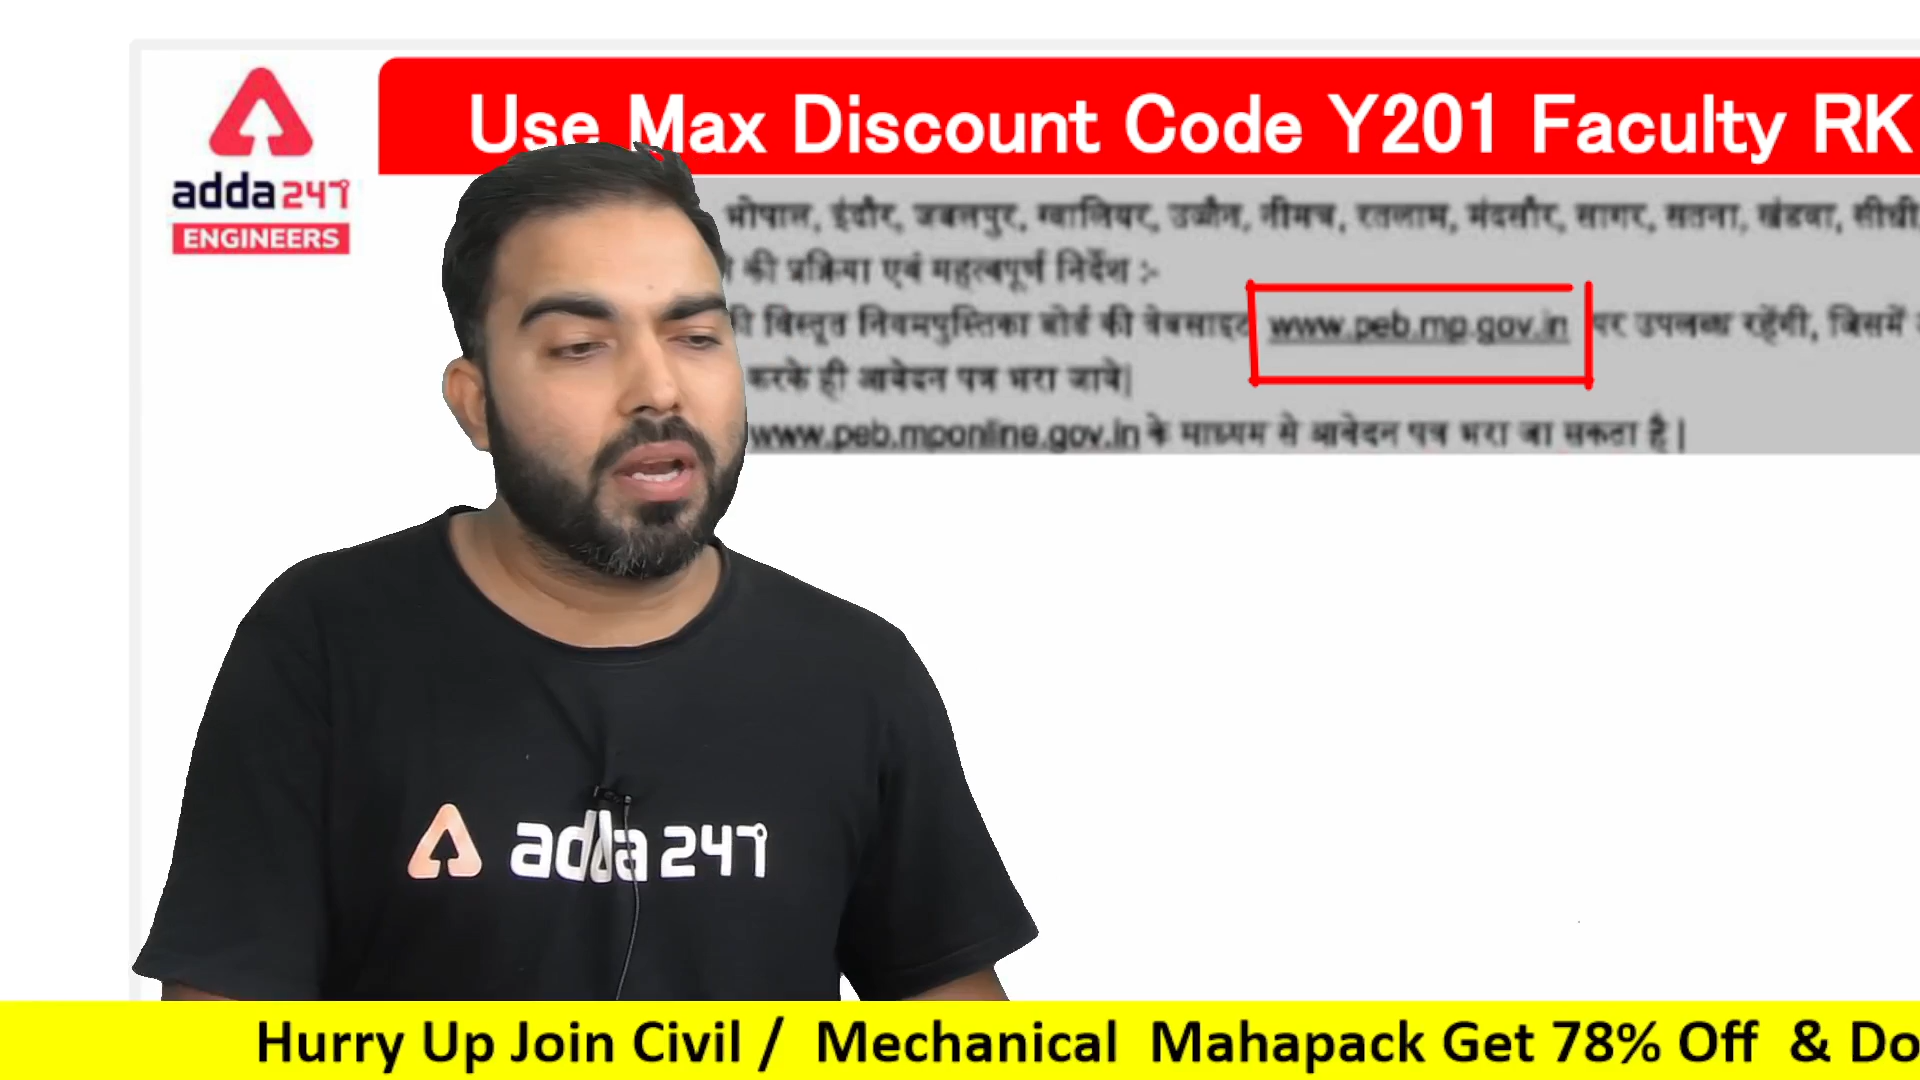 Use Max Discount Code Y201 Faculty RK
adda247
ENGINEERS
भोपाल, इंदौर, जबलपुर, ग्वालियर, उज्जैन, नीमच, रतलाम, मंदसौर, सागर, सतना, खंडवा, सीधी,
की प्रक्रिया एवं महत्वपूर्ण निर्देश :-
की विस्तृत नियमपुस्तिका बोर्ड की वेबसाइट www.peb.mp.gov.in पर उपलब्ध रहेंगी, जिसमें
करके ही आवेदन पत्र भरा जावे|
www.peb.mponline.gov.in के माध्यम से आवेदन पत्र भरा जा सकता है |
adda247
Hurry Up Join Civil / Mechanical Mahapack Get 78% Off & Do